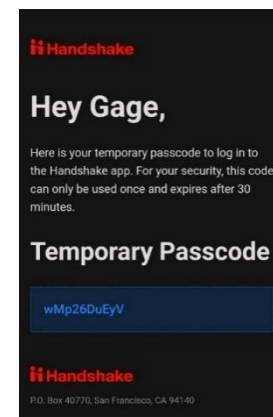 Handshake
Hey Gage,
Here is your temporary passcode to log in to
the Handshake app. For your security, this code
can only be used once and expires after 30
minutes.
Temporary Passcode
wMp26DuEyV
Handshake
P.O. Box 40770, San Francisco, CA 94140